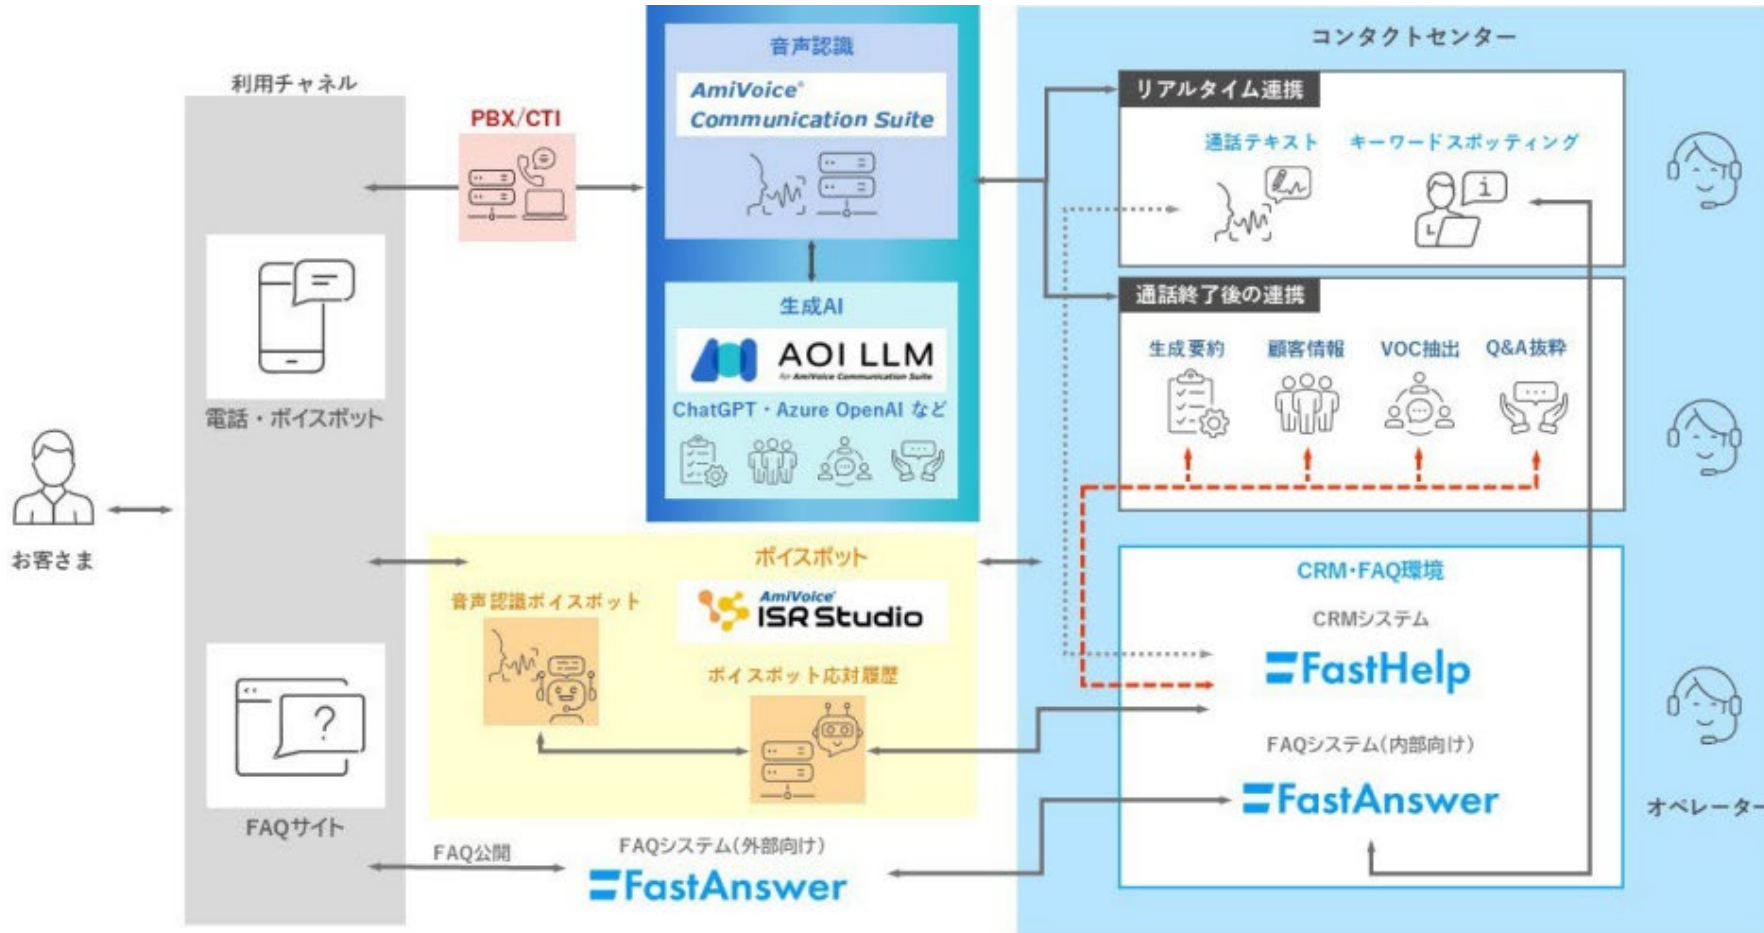 利用チャネル
電話・ボイスボット
FAQサイト
お客さま
PBX/CTI
音声認識
AmiVoice®
Communication Suite
生成AI
AOI LLM
for AmiVoice Communication Suite
ChatGPT・Azure OpenAI など
ボイスボット
AmiVoice®
ISR Studio
音声認識ボイスボット
ボイスボット応対履歴
FAQ公開
FAQシステム(外部向け)
FastAnswer
コンタクトセンター
リアルタイム連携
通話テキスト
キーワードスポッティング
i
通話終了後の連携
生成要約
顧客情報
VOC抽出
Q&A抜粋
CRM・FAQ環境
CRMシステム
FastHelp
FAQシステム(内部向け)
FastAnswer
オペレーター
?